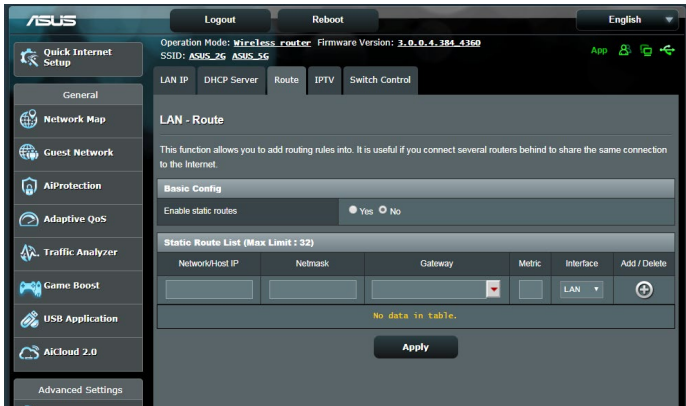 ASUS
Logout
Reboot
English
Operation Mode: Wireless router Firmware Version: 3.0.0.4.384_4360
SSID: ASUS_2G ASUS_5G
App
Quick Internet
Setup
General
Network Map
Guest Network
AiProtection
Adaptive QoS
Traffic Analyzer
Game Boost
USB Application
AiCloud 2.0
Advanced Settings
LAN IP DHCP Server Route IPTV Switch Control
LAN - Route
This function allows you to add routing rules into. It is useful if you connect several routers behind to share the same connection
to the Internet.
Basic Config
Enable static routes Yes No
Static Route List (Max Limit : 32)
Network/Host IP Netmask Gateway Metric Interface Add / Delete
LAN
No data in table.
Apply